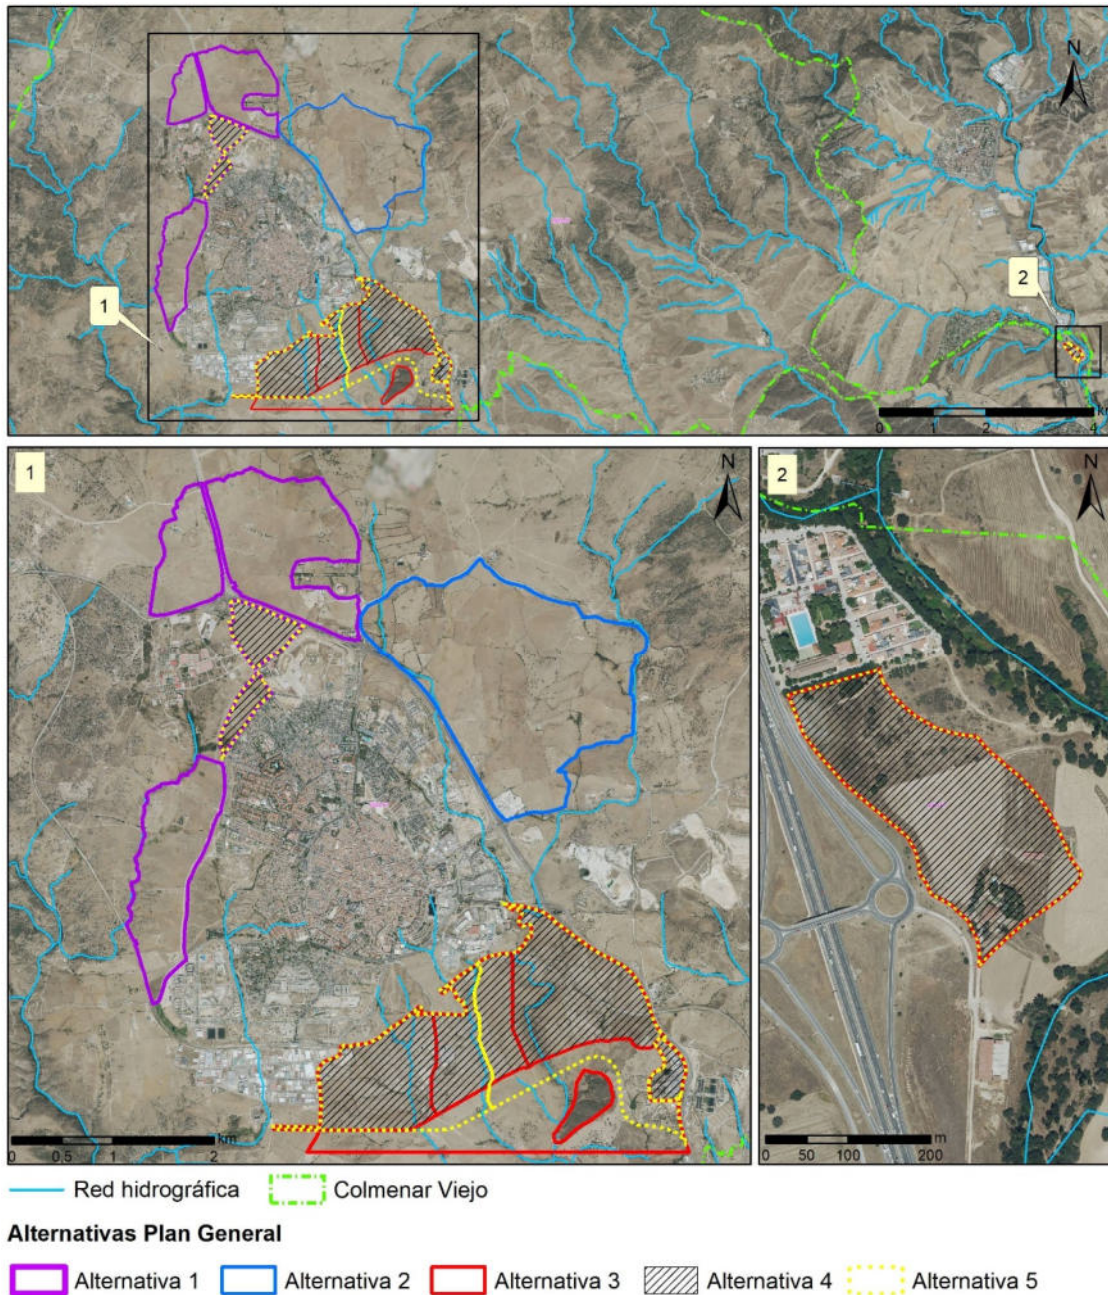 N
1
2
km
0 2 4
1
N
2
N
km
0 0,5 1 2
m
0 50 100 200
Red hidrográfica Colmenar Viejo
Alternativas Plan General
Alternativa 1 Alternativa 2 Alternativa 3 Alternativa 4 Alternativa 5